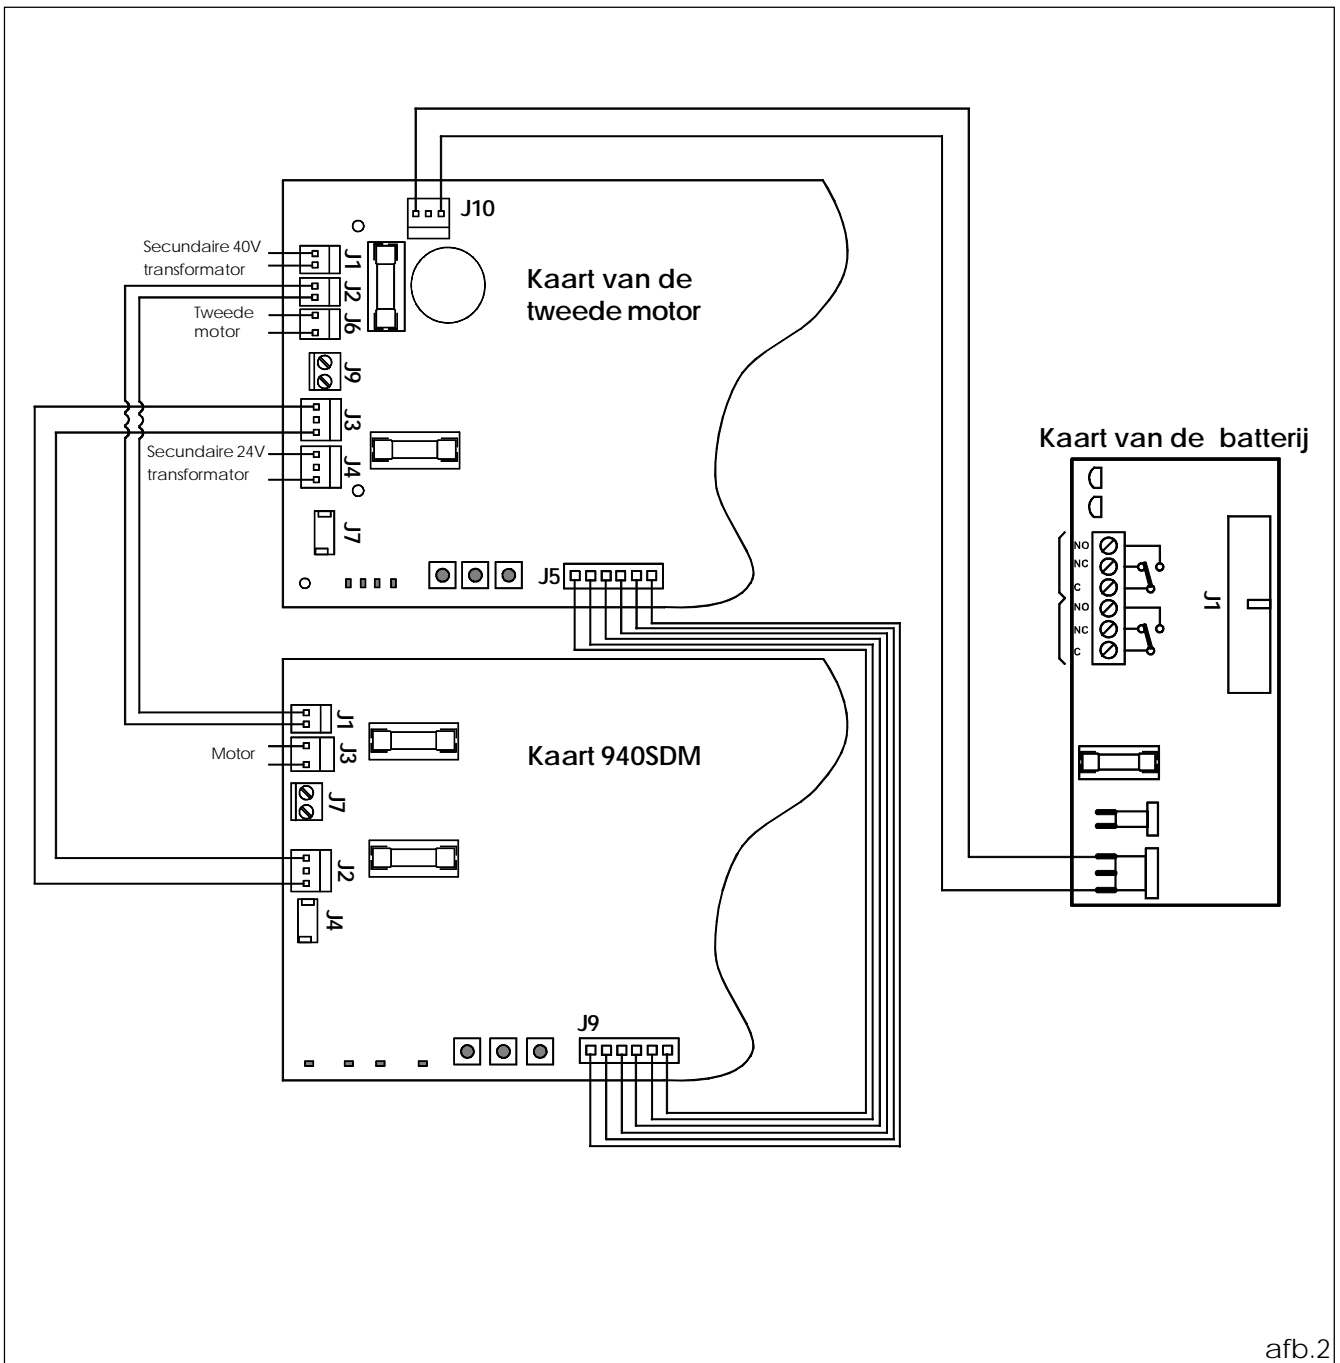 J10
Secundaire 40V
transformator
J1
J2
Tweede
motor
J6
Kaart van de
tweede motor
J9
J3
Secundaire 24V
transformator
J4
J7
J5
Kaart van de batterij
NO
NC
C
NO
NC
C
J1
J1
Motor
J3
Kaart 940SDM
J7
J2
J4
J9
afb.2